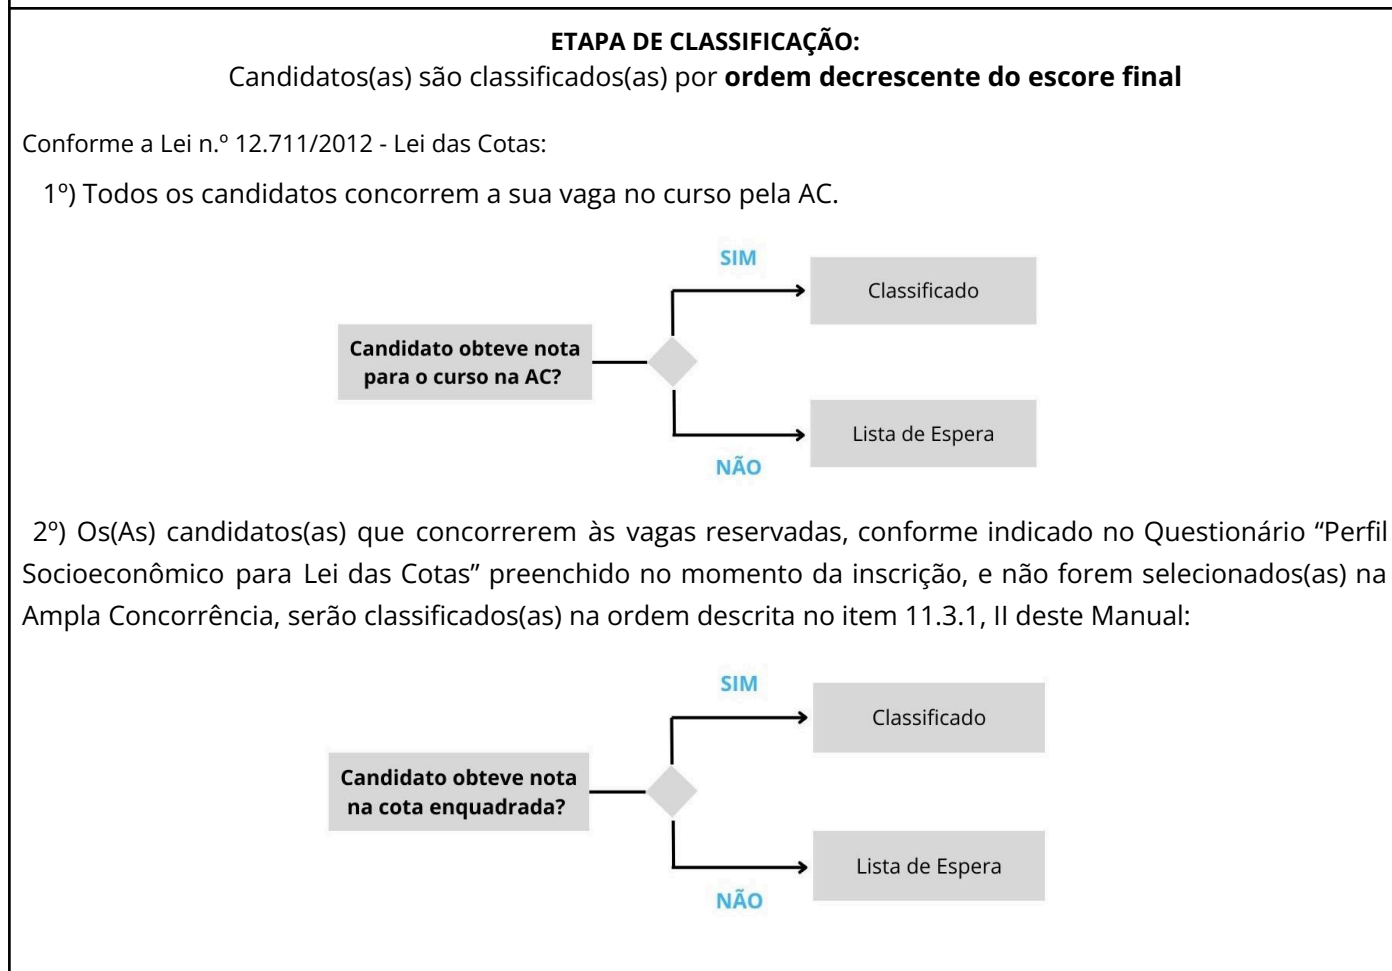 ETAPA DE CLASSIFICAÇÃO:
Candidatos(as) são classificados(as) por ordem decrescente do escore final
Conforme a Lei n.º 12.711/2012 - Lei das Cotas:
1º) Todos os candidatos concorrem a sua vaga no curso pela AC.
SIM
Classificado
Candidato obteve nota
para o curso na AC?
Lista de Espera
NÃO
2º) Os(As) candidatos(as) que concorrerem às vagas reservadas, conforme indicado no Questionário “Perfil
Socioeconômico para Lei das Cotas” preenchido no momento da inscrição, e não forem selecionados(as) na
Ampla Concorrência, serão classificados(as) na ordem descrita no item 11.3.1, II deste Manual:
SIM
Classificado
Candidato obteve nota
na cota enquadrada?
Lista de Espera
NÃO